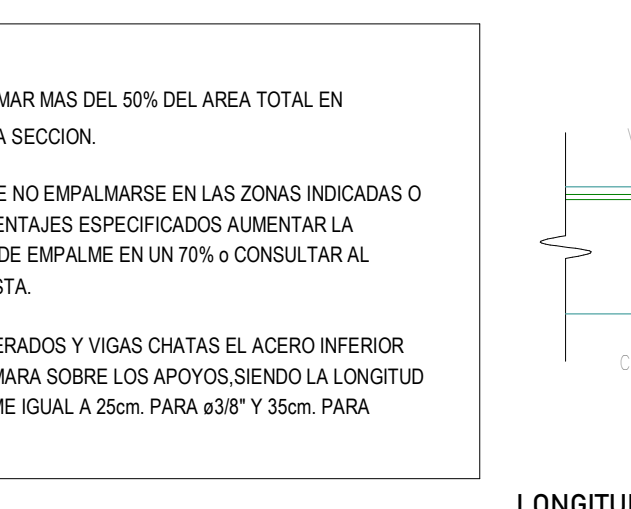 MAR MAS DEL 50% DEL AREA TOTAL EN
A SECCION.
E NO EMPALMARSE EN LAS ZONAS INDICADAS O
ENTAJES ESPECIFICADOS AUMENTAR LA
DE EMPALME EN UN 70% o CONSULTAR AL
STA.
ERADOS Y VIGAS CHATAS EL ACERO INFERIOR
MARA SOBRE LOS APOYOS,SIENDO LA LONGITUD
ME IGUAL A 25cm. PARA ø3/8" Y 35cm. PARA
C
LONGITU